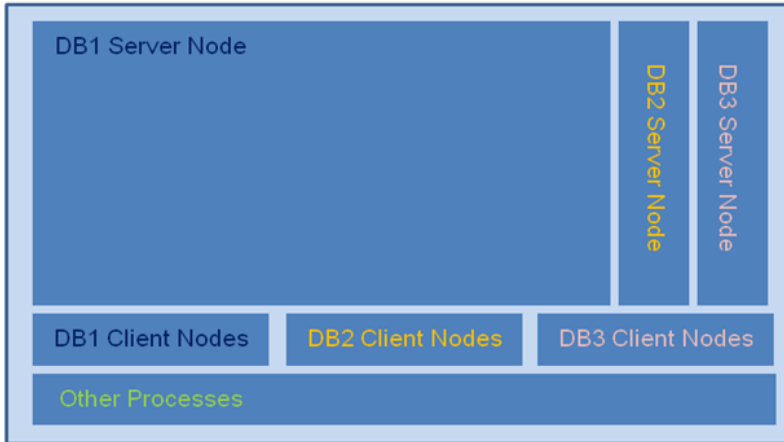 DB1 Server Node
DB2 Server Node
DB3 Server Node
DB1 Client Nodes
DB2 Client Nodes
DB3 Client Nodes
Other Processes